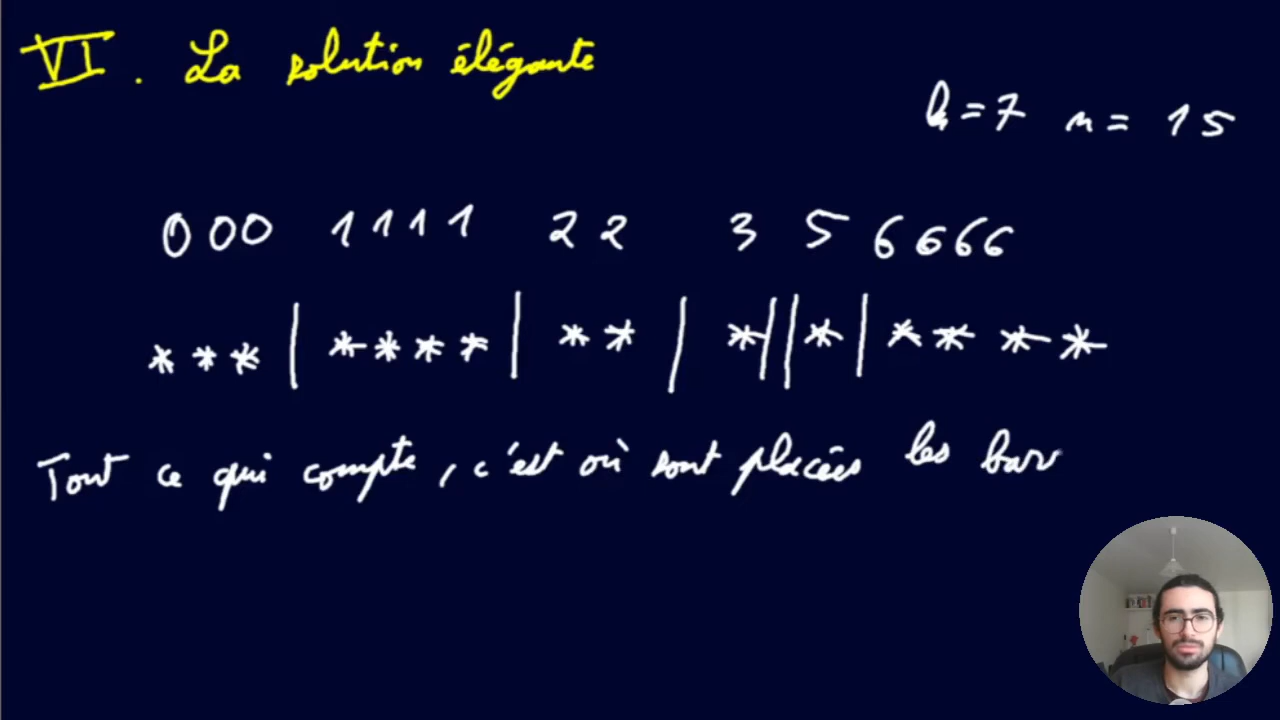 VI. La solution élégante
k=7 n= 15
000 1111 22 3 5 6666
***|****|**|*||*|****
Tout ce qui compte, c'est où sont placées les barr